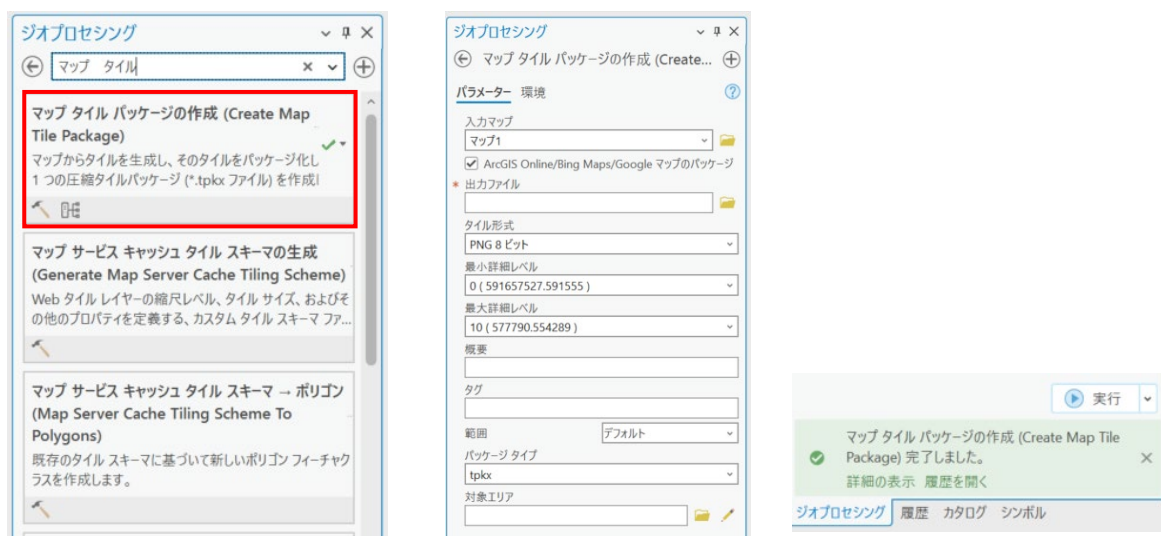 ジオプロセシング
マップ　タイル
マップ タイル パッケージの作成 (Create Map
Tile Package)
マップからタイルを生成し、そのタイルをパッケージ化し
1 つの圧縮タイルパッケージ (*.tpkx ファイル) を作成し
マップ サービス キャッシュ タイル スキーマの生成
(Generate Map Server Cache Tiling Scheme)
Web タイル レイヤーの縮尺レベル、タイル サイズ、およびそ
の他のプロパティを定義する、カスタム タイル スキーマ ファ...
マップ サービス キャッシュ タイル スキーマ → ポリゴン
(Map Server Cache Tiling Scheme To
Polygons)
既存のタイル スキーマに基づいて新しいポリゴン フィーチャク
ラスを作成します。
ジオプロセシング
マップ タイル パッケージの作成 (Create...
パラメーター 環境
入力マップ
マップ1
ArcGIS Online/Bing Maps/Google マップのパッケージ
* 出力ファイル
タイル形式
PNG 8 ビット
最小詳細レベル
0 ( 591657527.591555 )
最大詳細レベル
10 ( 577790.554289 )
概要
タグ
範囲 デフォルト
パッケージ タイプ
tpkx
対象エリア
実行
マップ タイル パッケージの作成 (Create Map Tile
Package) 完了しました。
詳細の表示 履歴を開く
ジオプロセシング 履歴 カタログ シンボル